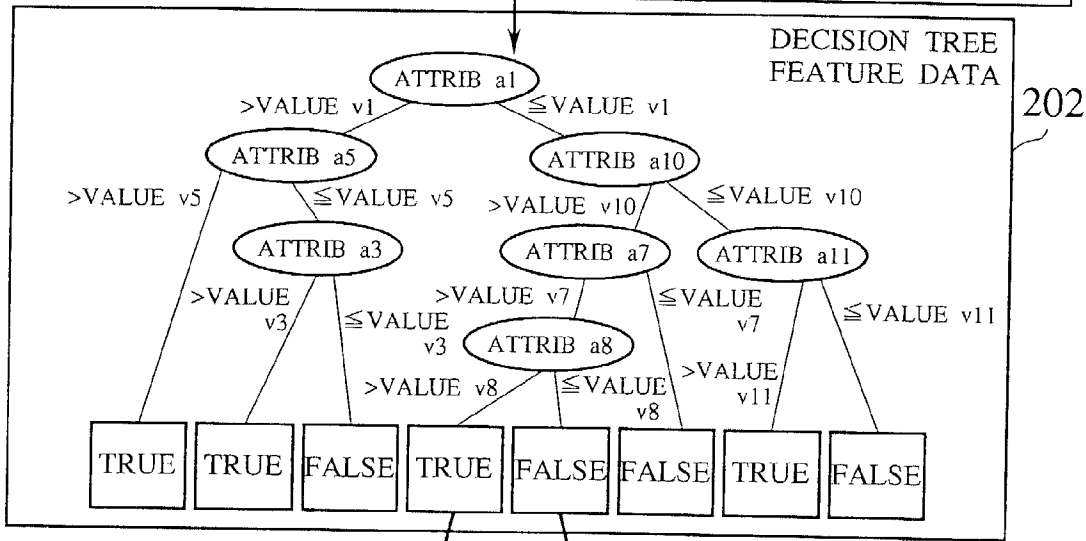 DECISION TREE
FEATURE DATA
202
ATTRIB a1
>VALUE v1
≦VALUE v1
ATTRIB a5
ATTRIB a10
>VALUE v5
≦VALUE v5
>VALUE v10
≦VALUE v10
ATTRIB a3
ATTRIB a7
ATTRIB a11
>VALUE
v3
≦VALUE
v3
>VALUE v7
≦VALUE
v7
≦VALUE v11
ATTRIB a8
>VALUE v8
≦VALUE
v8
>VALUE
v11
TRUE
TRUE
FALSE
TRUE
FALSE
FALSE
TRUE
FALSE